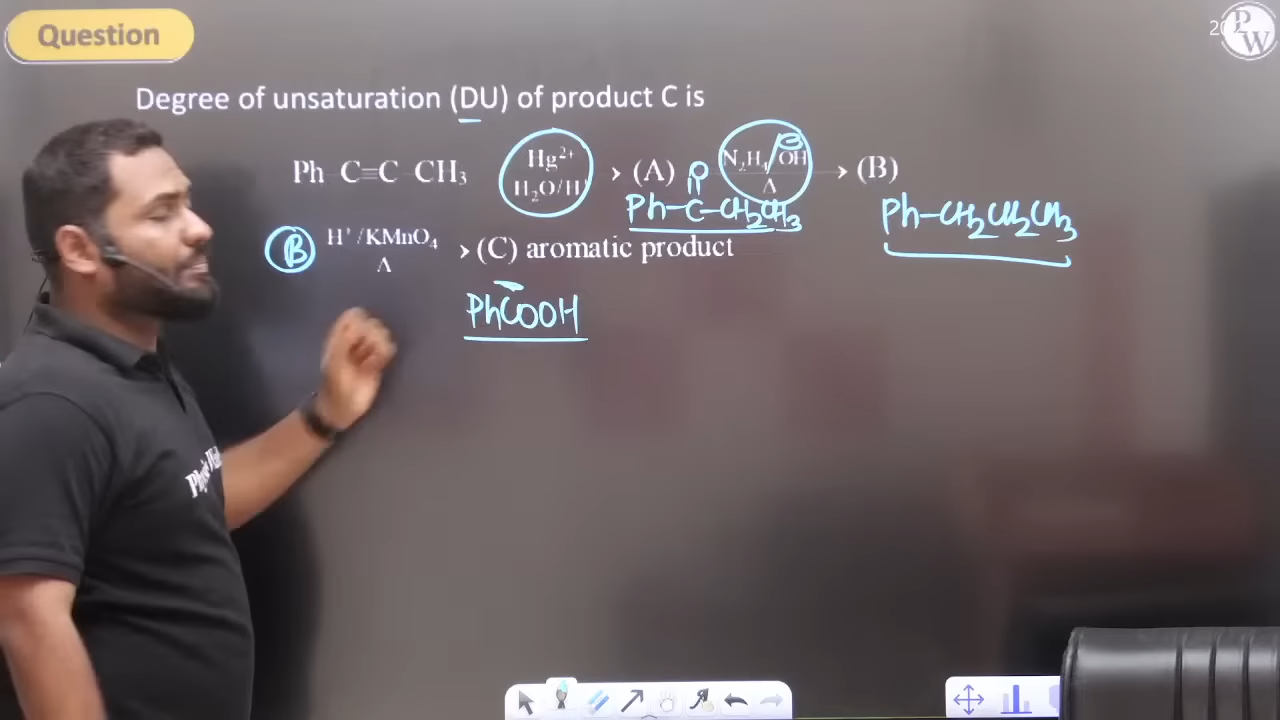 Question
PW
Degree of unsaturation (DU) of product C is
Ph C≡C CH₃ Hg²⁺ H₂O/H (A) N₂H₄/OH Δ (B)
Ph-C-CH₂CH₃ O
Ph-CH₂CH₂CH₃
B H⁺/KMnO₄ Λ (C) aromatic product
PhCOOH